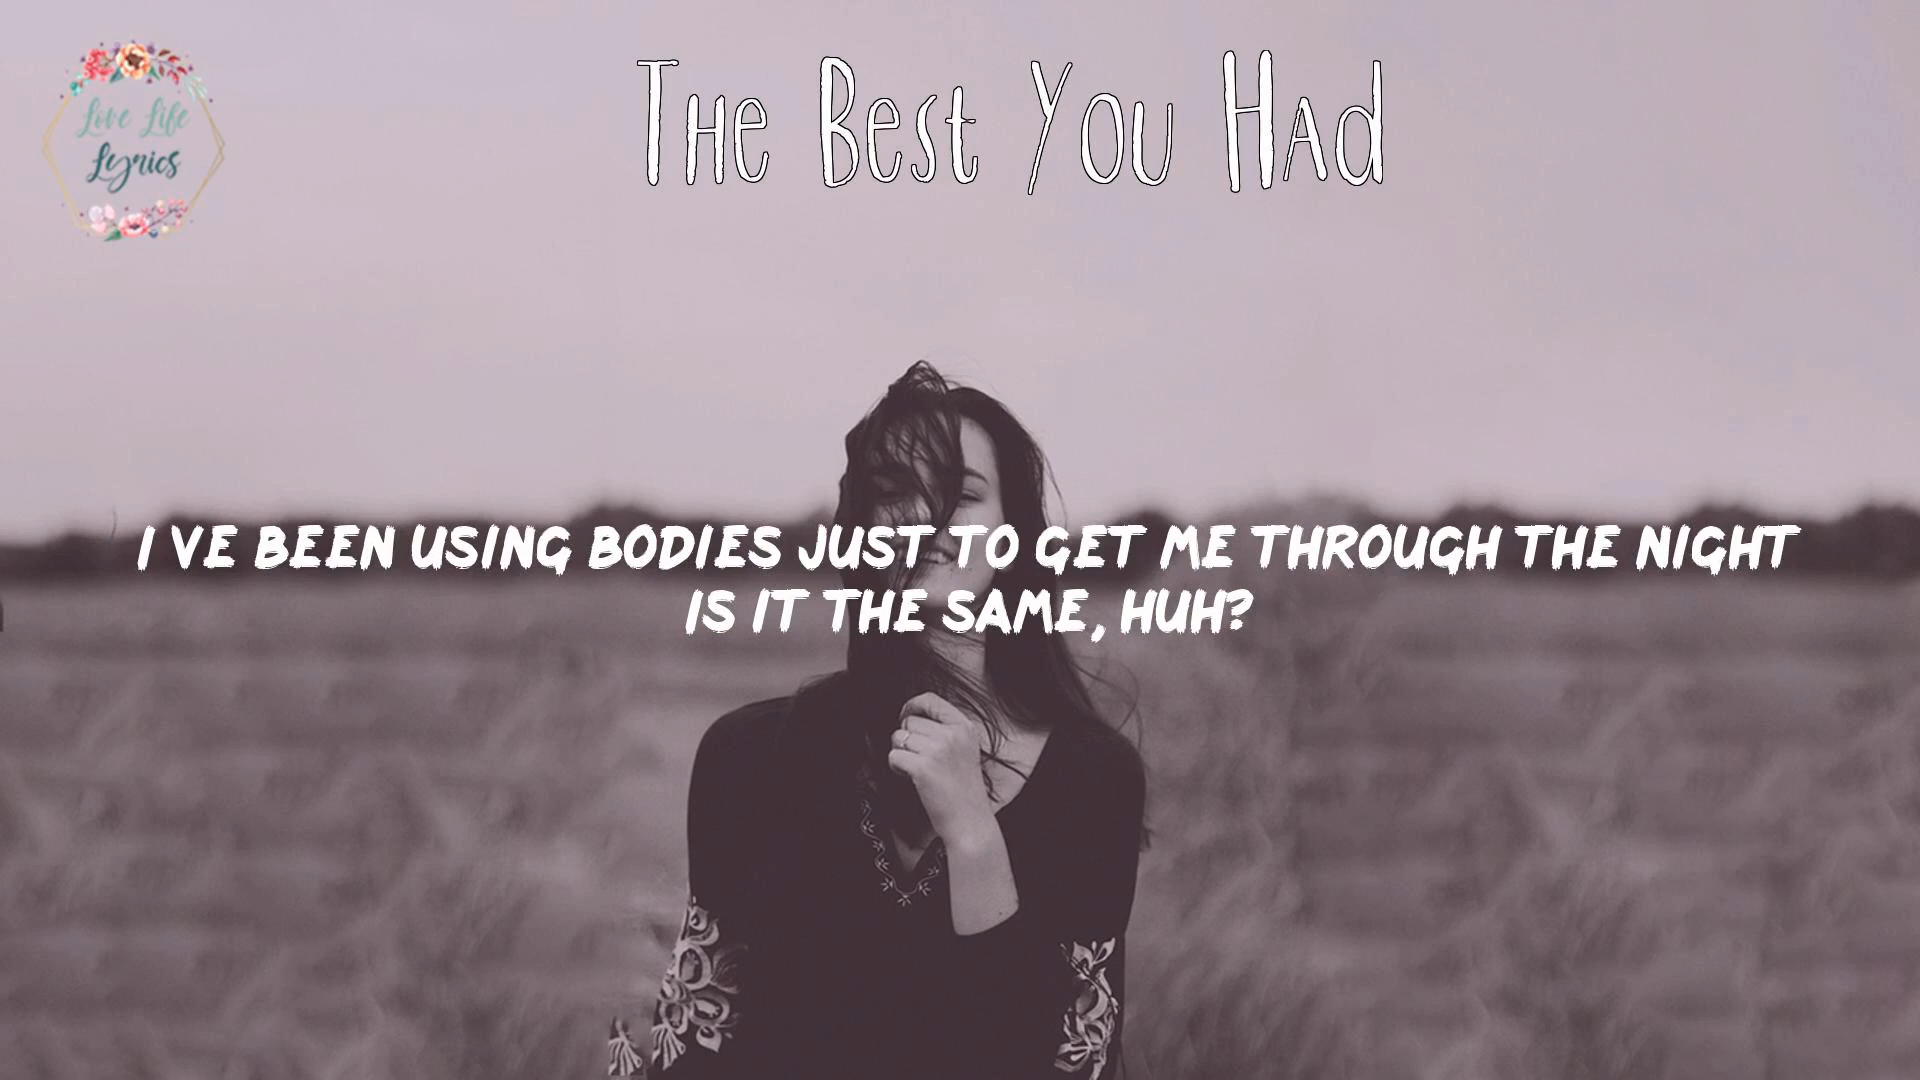 Love Life
Lyrics
The Best You Had
I VE BEEN USING BODIES JUST TO GET ME THROUGH THE NIGHT
IS IT THE SAME, HUH?